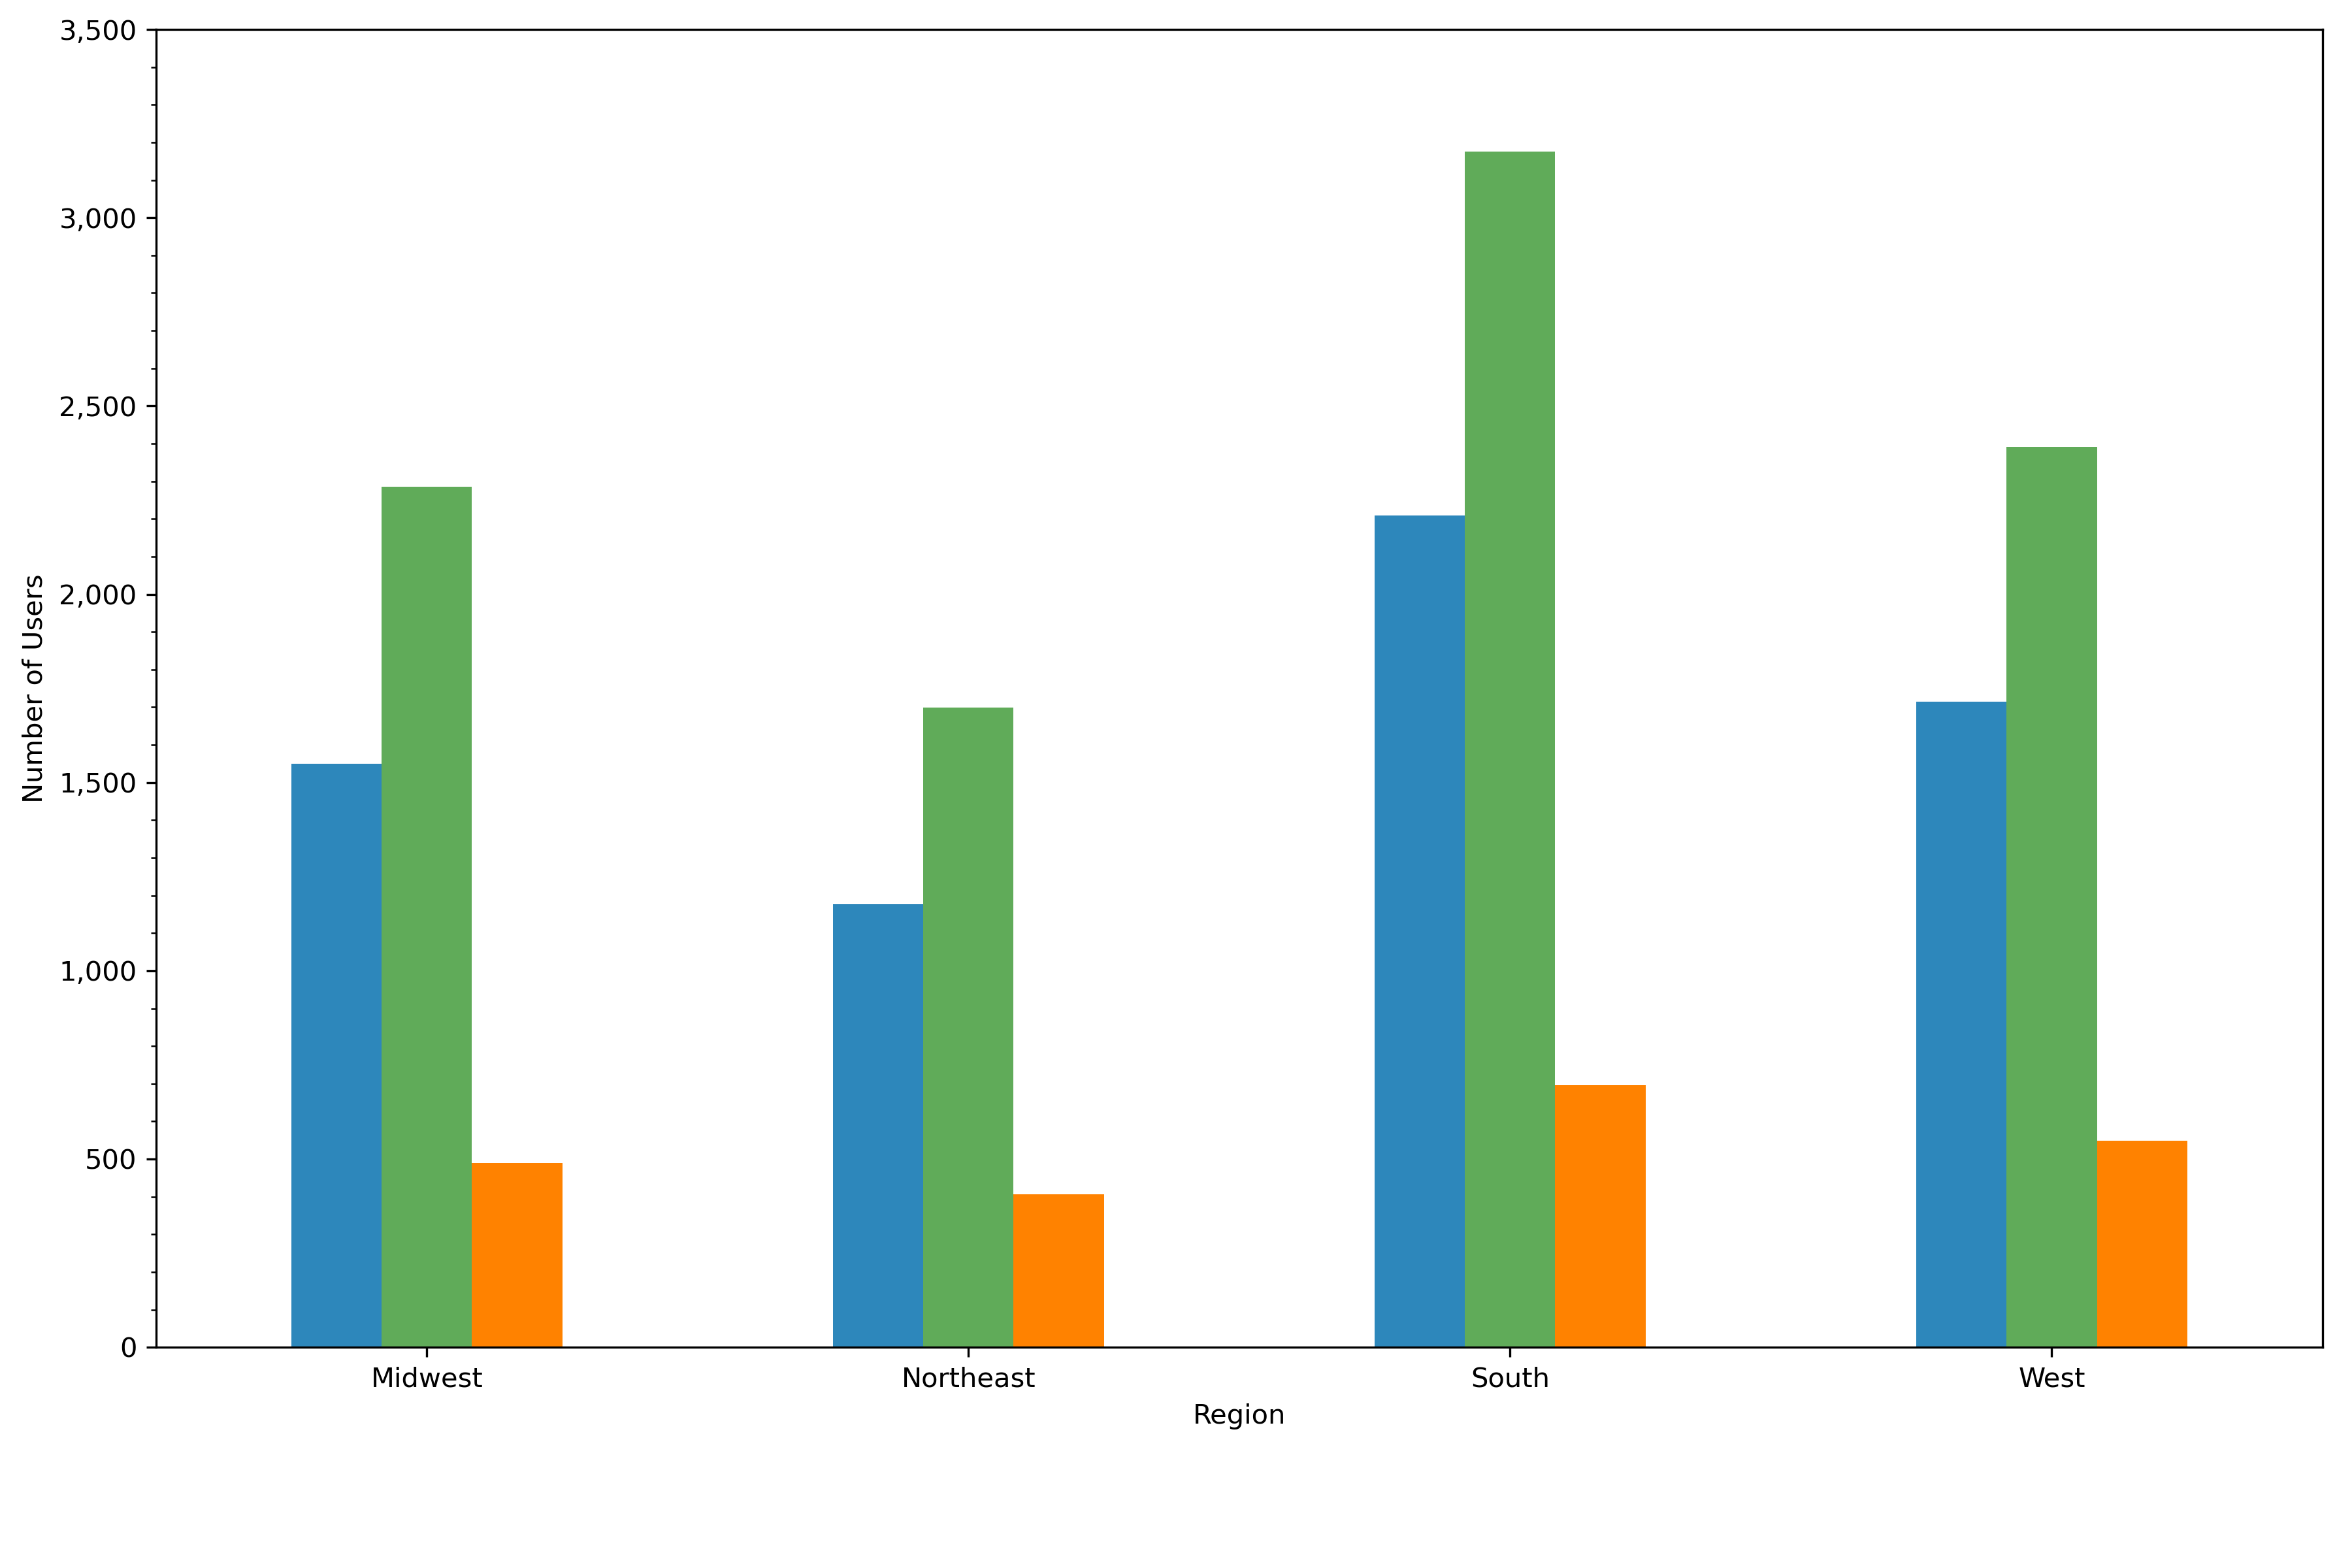 3,500
3,000
2,500
2,000
1,500
1,000
500
0
Number of Users
Midwest
Northeast
South
West
Region